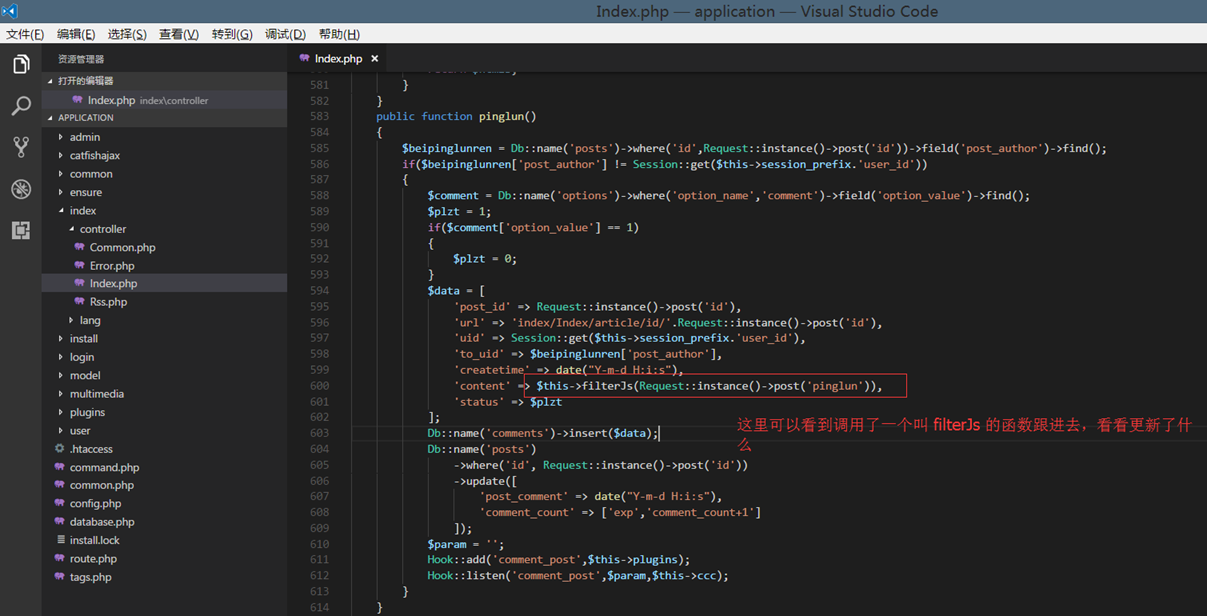 Index.php — application — Visual Studio Code
文件(F) 编辑(E) 选择(S) 查看(V) 转到(G) 调试(D) 帮助(H)
资源管理器
打开的编辑器
Index.php index\controller
APPLICATION
admin
catfishajax
common
ensure
index
controller
Common.php
Error.php
Index.php
Rss.php
lang
install
login
model
multimedia
plugins
user
.htaccess
command.php
common.php
config.php
database.php
install.lock
route.php
tags.php
Index.php ×
581 }
582 }
583 public function pinglun()
584 {
585 $beipinglunren = Db::name('posts')->where('id',Request::instance()->post('id'))->field('post_author')->find();
586 if($beipinglunren['post_author'] != Session::get($this->session_prefix.'user_id'))
587 {
588 $comment = Db::name('options')->where('option_name','comment')->field('option_value')->find();
589 $plzt = 1;
590 if($comment['option_value'] == 1)
591 {
592 $plzt = 0;
593 }
594 $data = [
595 'post_id' => Request::instance()->post('id'),
596 'url' => 'index/Index/article/id/'.Request::instance()->post('id'),
597 'uid' => Session::get($this->session_prefix.'user_id'),
598 'to_uid' => $beipinglunren['post_author'],
599 'createtime' => date("Y-m-d H:i:s"),
600 'content' => $this->filterJs(Request::instance()->post('pinglun')),
601 'status' => $plzt
602 ];
603 Db::name('comments')->insert($data);
604 Db::name('posts')
605 ->where('id', Request::instance()->post('id'))
606 ->update([
607 'post_comment' => date("Y-m-d H:i:s"),
608 'comment_count' => ['exp','comment_count+1']
609 ]);
610 $param = '';
611 Hook::add('comment_post',$this->plugins);
612 Hook::listen('comment_post',$param,$this->ccc);
613 }
614 }
这里可以看到调用了一个叫 filterJs 的函数跟进去，看看更新了什
么